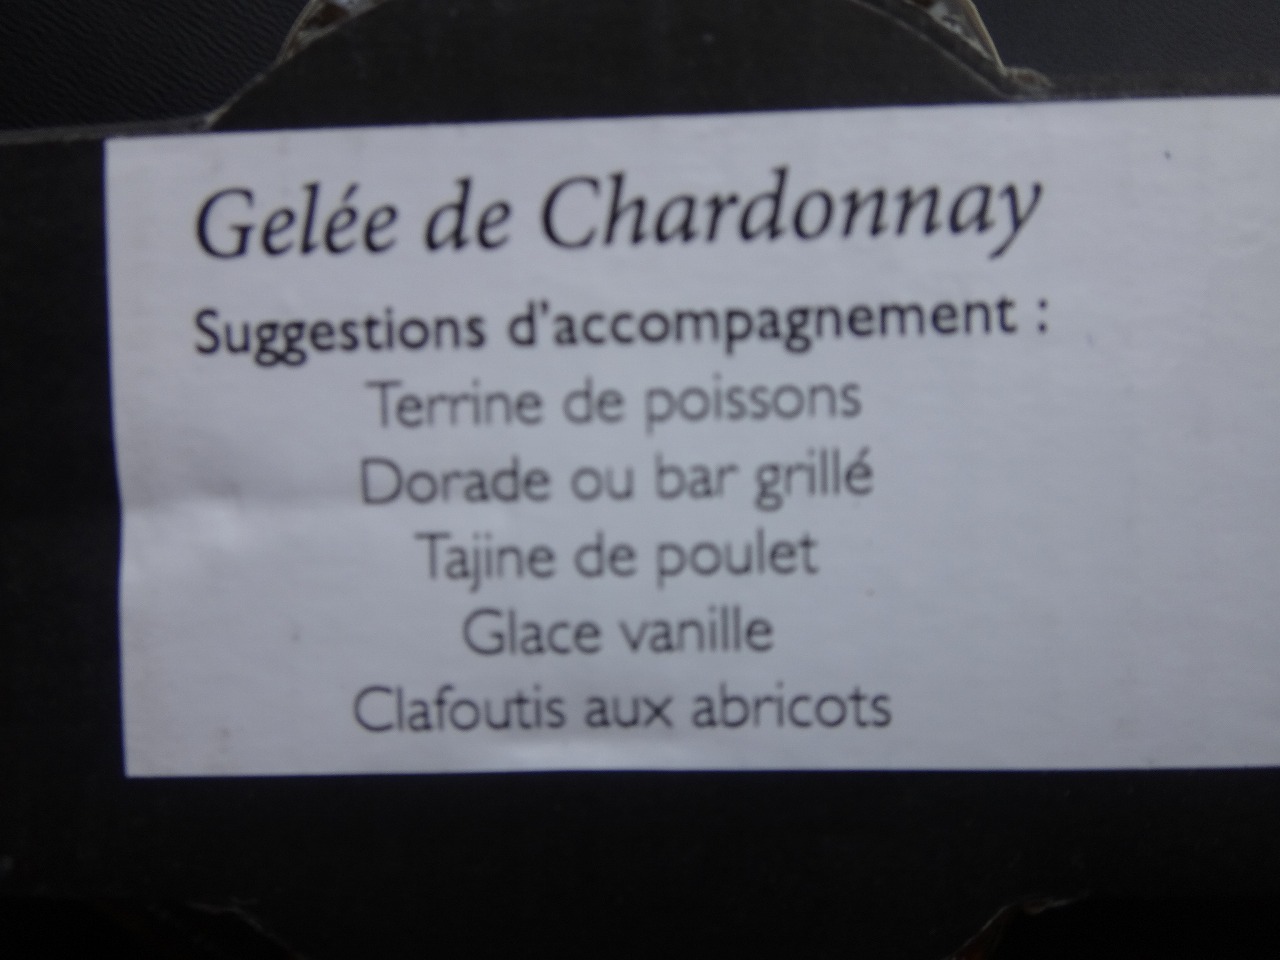 Gelée de Chardonnay
Suggestions d'accompagnement :
Terrine de poissons
Dorade ou bar grillé
Tajine de poulet
Glace vanille
Clafoutis aux abricots